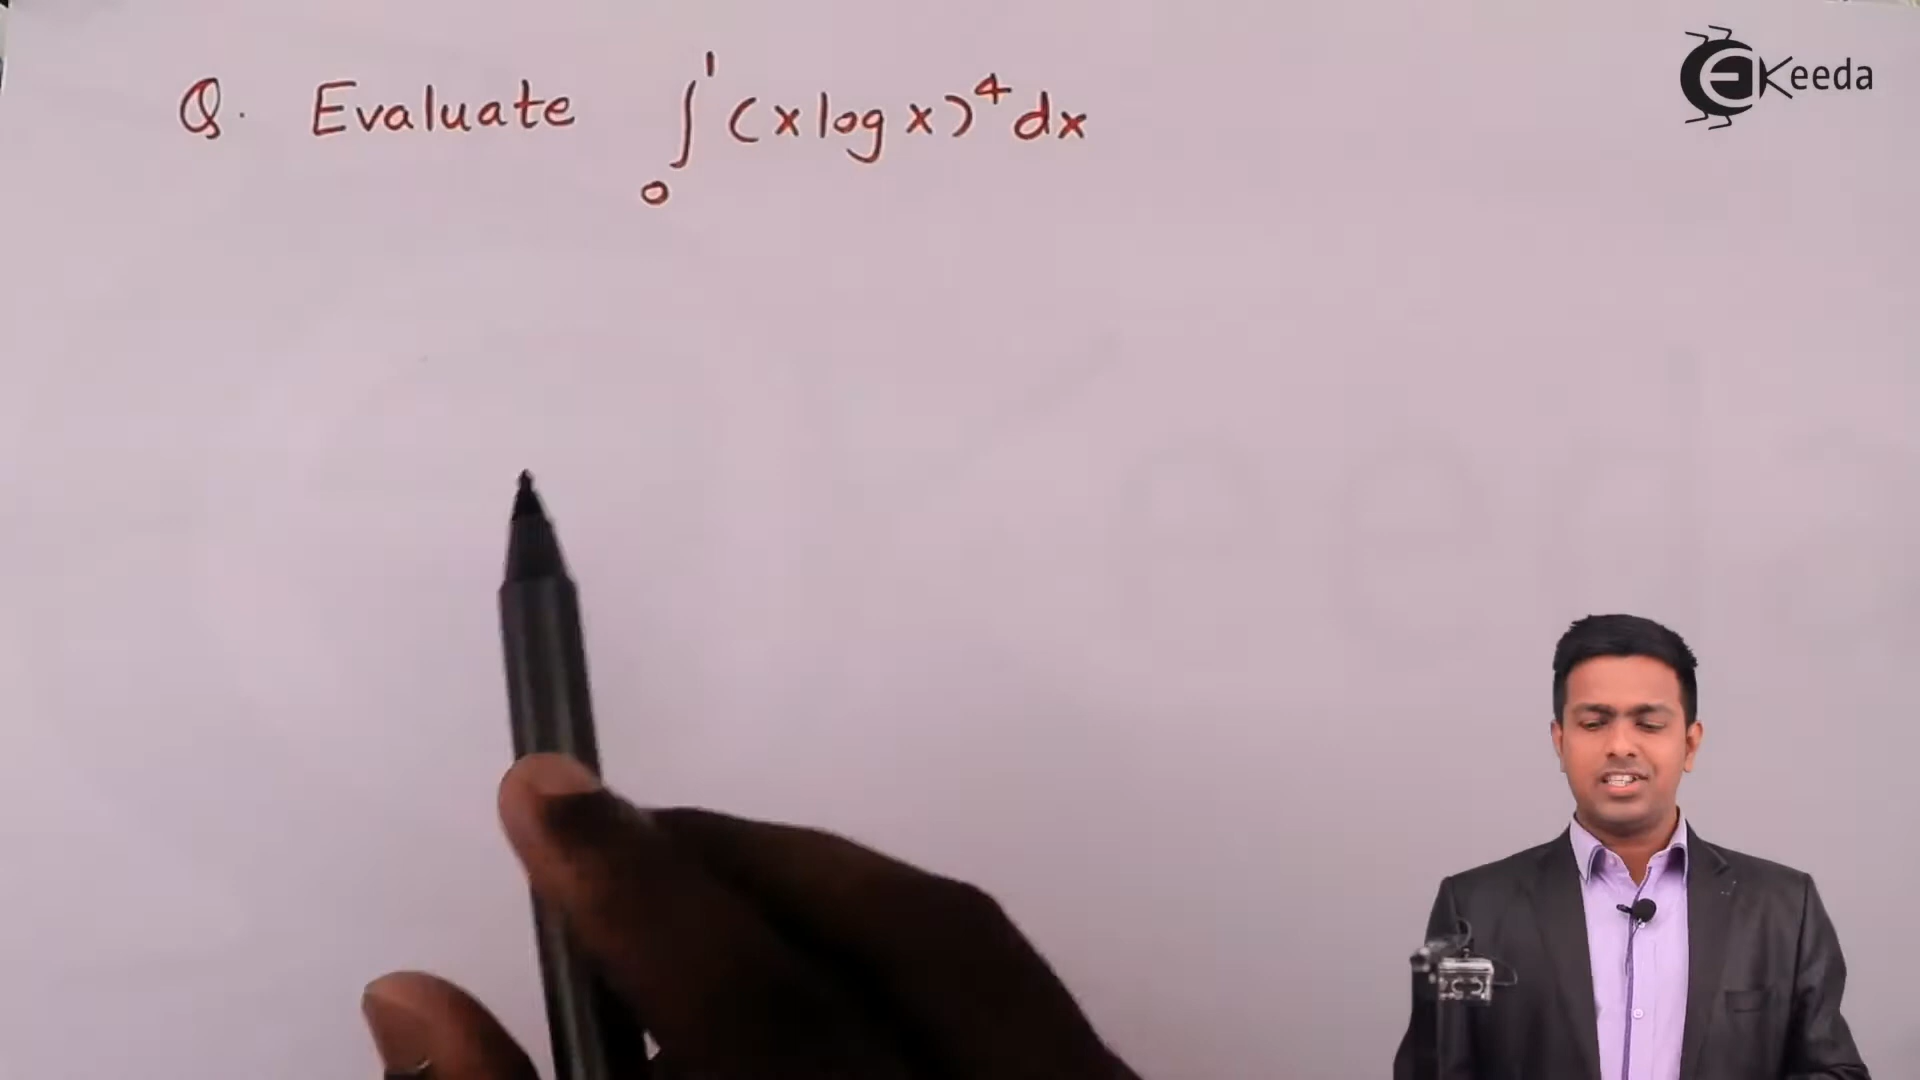 Keeda
Q. Evaluate ∫₀¹ (x log x)⁴ dx